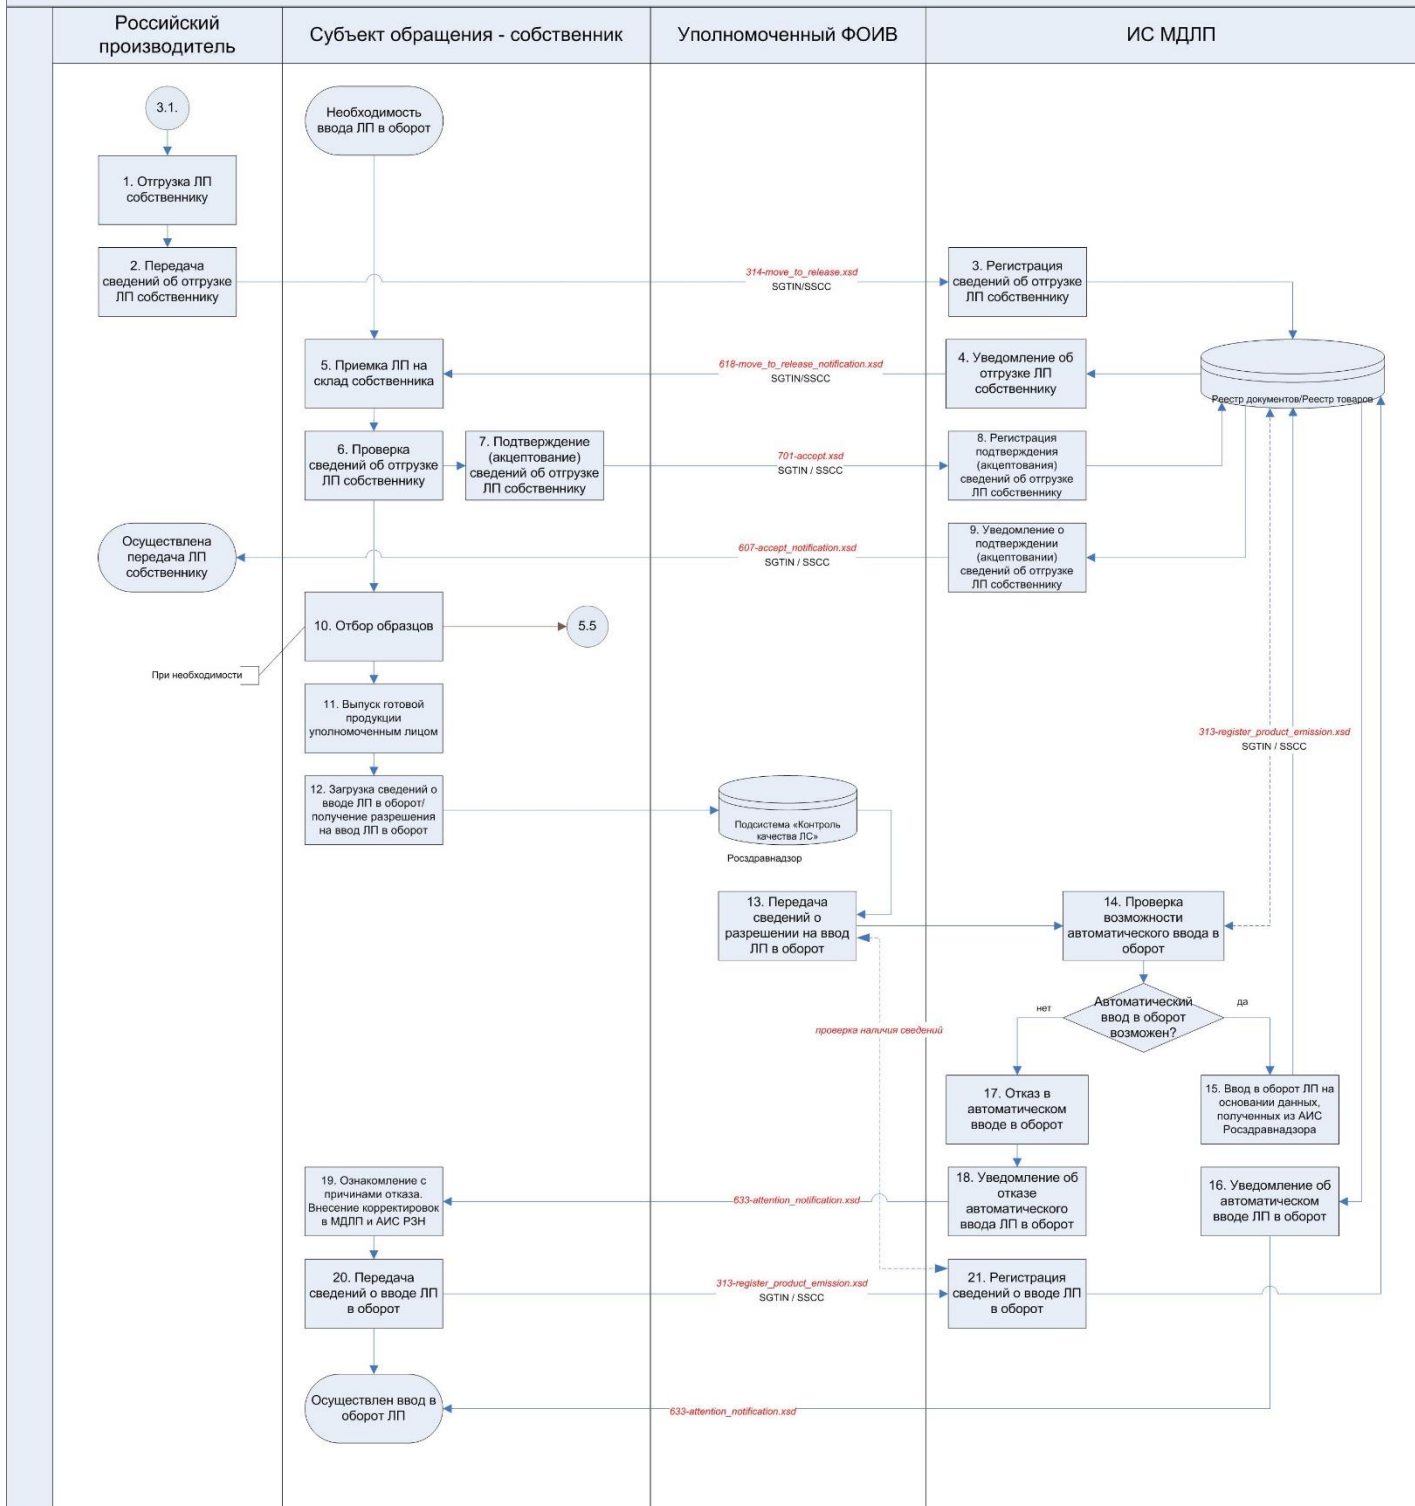 Российский
производитель
Субъект обращения - собственник
Уполномоченный ФОИВ
ИС МДЛП
3.1.
Необходимость
ввода ЛП в оборот
1. Отгрузка ЛП
собственнику
2. Передача
сведений об отгрузке
ЛП собственнику
314-move_to_release.xsd
SGTIN/SSCC
3. Регистрация
сведений об отгрузке
ЛП собственнику
5. Приемка ЛП на
склад собственника
618-move_to_release_notification.xsd
SGTIN/SSCC
4. Уведомление об
отгрузке ЛП
собственнику
Реестр документов/Реестр товаров
6. Проверка
сведений об отгрузке
ЛП собственнику
7. Подтверждение
(акцептование)
сведений об отгрузке
ЛП собственнику
701-accept.xsd
SGTIN / SSCC
8. Регистрация
подтверждения
(акцептования)
сведений об отгрузке
ЛП собственнику
Осуществлена
передача ЛП
собственнику
607-accept_notification.xsd
SGTIN / SSCC
9. Уведомление о
подтверждении
(акцептовании)
сведений об отгрузке
ЛП собственнику
10. Отбор образцов
5.5
При необходимости
11. Выпуск готовой
продукции
уполномоченным лицом
313-register_product_emission.xsd
SGTIN / SSCC
12. Загрузка сведений о
вводе ЛП в оборот/
получение разрешения
на ввод ЛП в оборот
Подсистема «Контроль
качества ЛС»
Росздравнадзор
13. Передача
сведений о
разрешении на ввод
ЛП в оборот
14. Проверка
возможности
автоматического ввода в
оборот
Автоматический
ввод в оборот
возможен?
нет
да
проверка наличия сведений
17. Отказ в
автоматическом
вводе в оборот
15. Ввод в оборот ЛП на
основании данных,
полученных из АИС
Росздравнадзора
19. Ознакомление с
причинами отказа.
Внесение корректировок
в МДЛП и АИС РЗН
633-attention_notification.xsd
18. Уведомление об
отказе
автоматического
ввода ЛП в оборот
16. Уведомление об
автоматическом
вводе ЛП в оборот
20. Передача
сведений о вводе ЛП
в оборот
313-register_product_emission.xsd
SGTIN / SSCC
21. Регистрация
сведений о вводе ЛП
в оборот
Осуществлен ввод в
оборот ЛП
633-attention_notification.xsd